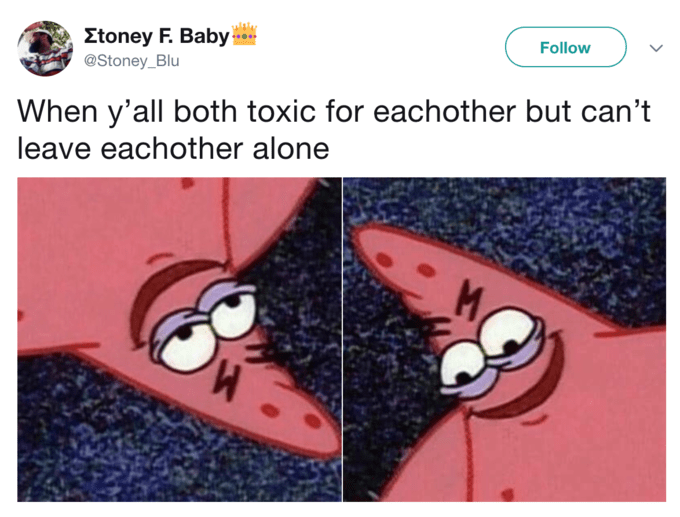 Σtoney F. Baby
@Stoney_Blu
Follow
When y’all both toxic for eachother but can’t
leave eachother alone